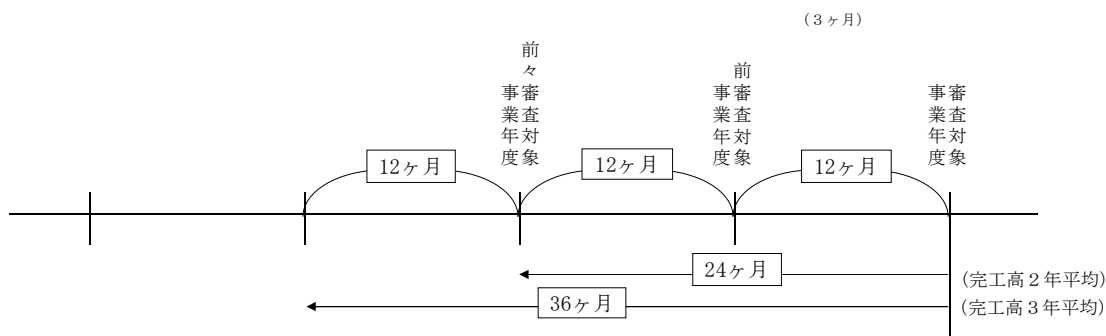 （3ヶ月）
前々審査対象
事業年度
前審査対象
事業年度
審査対象
事業年度
12ヶ月
12ヶ月
12ヶ月
24ヶ月
(完工高２年平均)
36ヶ月
(完工高３年平均)